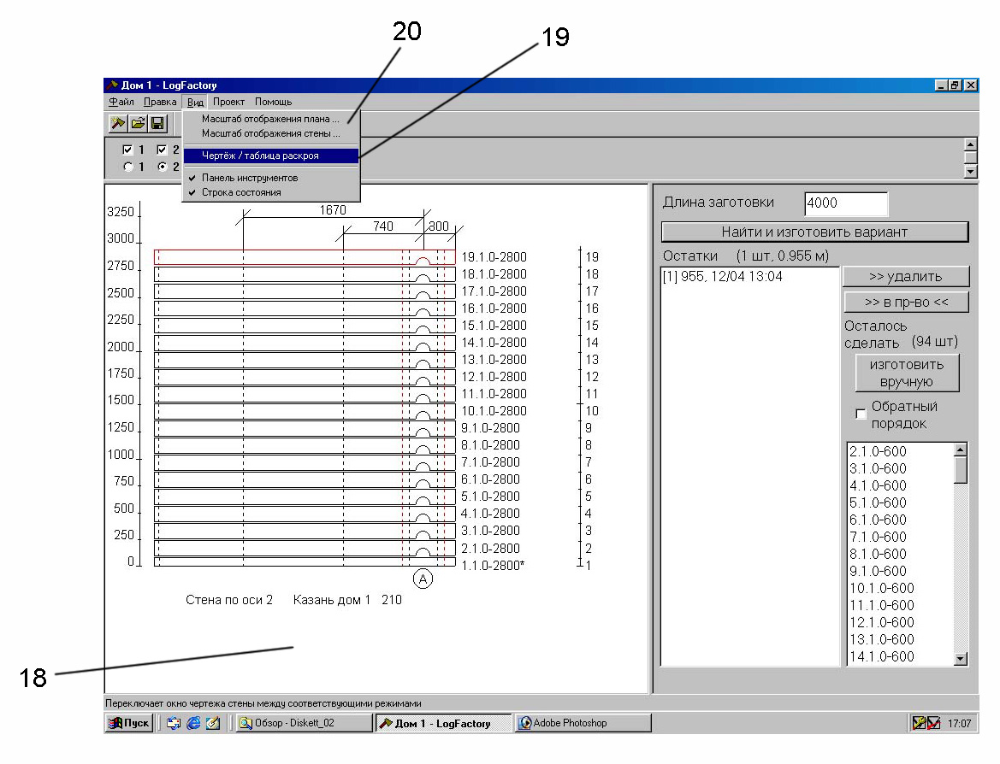 20
19
Дом 1 - LogFactory
Файл Правка Вид Проект Помощь
Масштаб отображения плана ...
Масштаб отображения стены ...
Чертёж / таблица раскроя
Панель инструментов
Строка состояния
1 2
1 2
3250
3000
2750
2500
2250
2000
1750
1500
1250
1000
750
500
250
0
1670
740 300
19.1.0-2800 19
18.1.0-2800 18
17.1.0-2800 17
16.1.0-2800 16
15.1.0-2800 15
14.1.0-2800 14
13.1.0-2800 13
12.1.0-2800 12
11.1.0-2800 11
10.1.0-2800 10
9.1.0-2800 9
8.1.0-2800 8
7.1.0-2800 7
6.1.0-2800 6
5.1.0-2800 5
4.1.0-2800 4
3.1.0-2800 3
2.1.0-2800 2
1.1.0-2800* 1
A
Стена по оси 2 Казань дом 1 210
18
Длина заготовки 4000
Найти и изготовить вариант
Остатки (1 шт, 0.955 м)
[1] 955, 12/04 13:04
>> удалить
>> в пр-во <<
Осталось
сделать (94 шт)
изготовить
вручную
Обратный
порядок
2.1.0-600
3.1.0-600
4.1.0-600
5.1.0-600
6.1.0-600
7.1.0-600
8.1.0-600
9.1.0-600
10.1.0-600
11.1.0-600
12.1.0-600
13.1.0-600
14.1.0-600
Переключает окно чертежа стены между соответствующими режимами
Пуск Обзор - Diskett_02 Дом 1 - LogFactory Adobe Photoshop 17:07